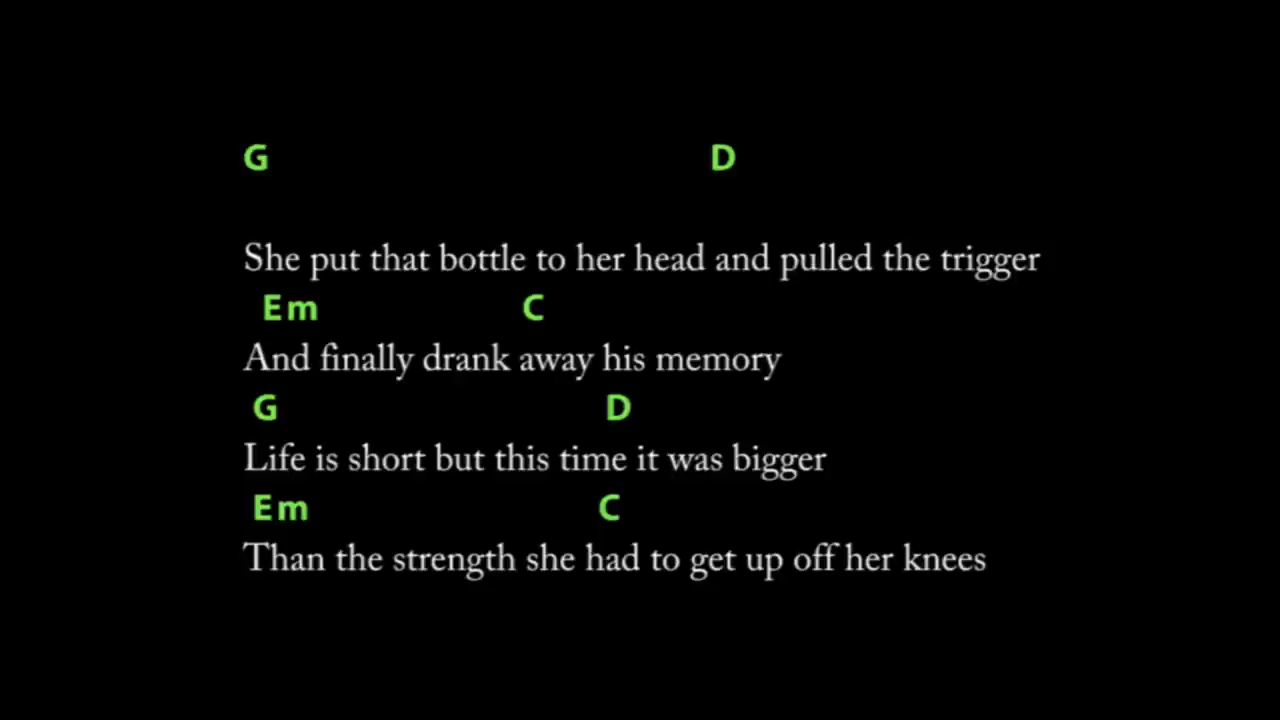 G D
She put that bottle to her head and pulled the trigger
Em C
And finally drank away his memory
G D
Life is short but this time it was bigger
Em C
Than the strength she had to get up off her knees